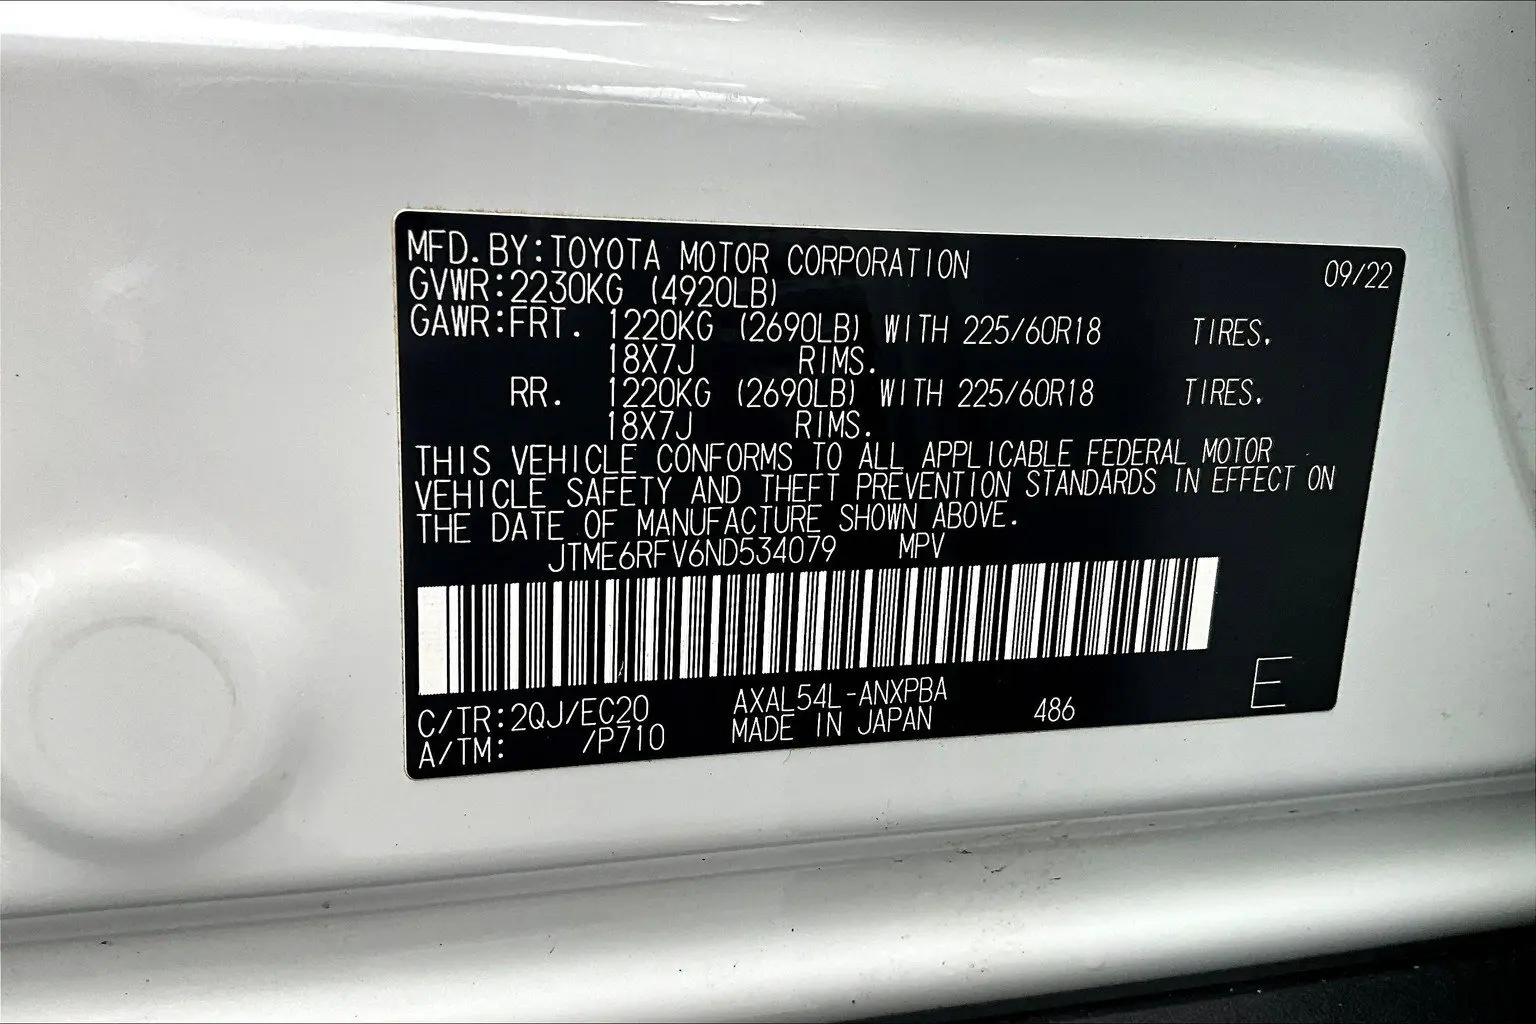 MFD. BY: TOYOTA MOTOR CORPORATION 09/22
GVWR: 2230KG (4920LB)
GAWR: FRT. 1220KG (2690LB) WITH 225/60R18 TIRES.
18X7J RIMS.
RR. 1220KG (2690LB) WITH 225/60R18 TIRES.
18X7J RIMS.
THIS VEHICLE CONFORMS TO ALL APPLICABLE FEDERAL MOTOR
VEHICLE SAFETY AND THEFT PREVENTION STANDARDS IN EFFECT ON
THE DATE OF MANUFACTURE SHOWN ABOVE.
JTME6RFV6ND534079 MPV
C/TR: 2QJ/EC20 AXAL54L-ANXPBA 486 E
A/TM: /P710 MADE IN JAPAN